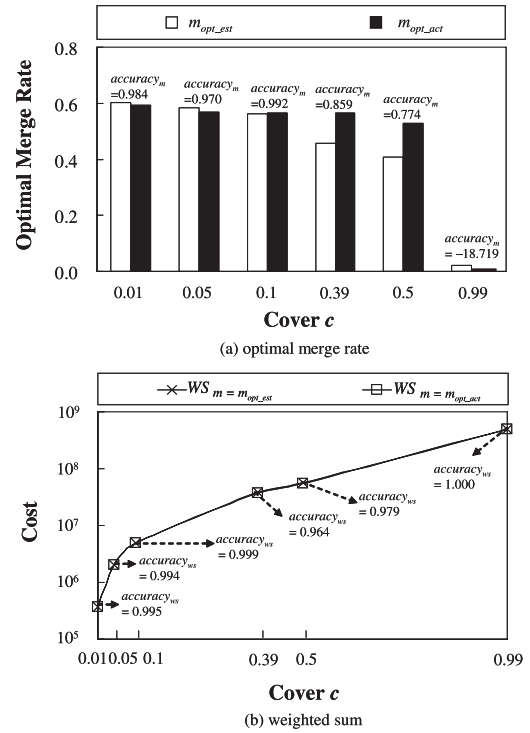 m_opt_est m_opt_act
Optimal Merge Rate
0.8
0.6
0.4
0.2
0.0
accuracy_m
=0.984
accuracy_m
=0.970
accuracy_m
=0.992
accuracy_m
=0.859
accuracy_m
=0.774
accuracy_m
= −18.719
0.01 0.05 0.1 0.39 0.5 0.99
Cover c
(a) optimal merge rate
WS m = m_opt_est WS m = m_opt_act
Cost
10^9
10^8
10^7
10^6
10^5
accuracy_ws
= 1.000
accuracy_ws
= 0.979
accuracy_ws
= 0.964
accuracy_ws
= 0.999
accuracy_ws
= 0.994
accuracy_ws
= 0.995
0.01 0.05 0.1 0.39 0.5 0.99
Cover c
(b) weighted sum